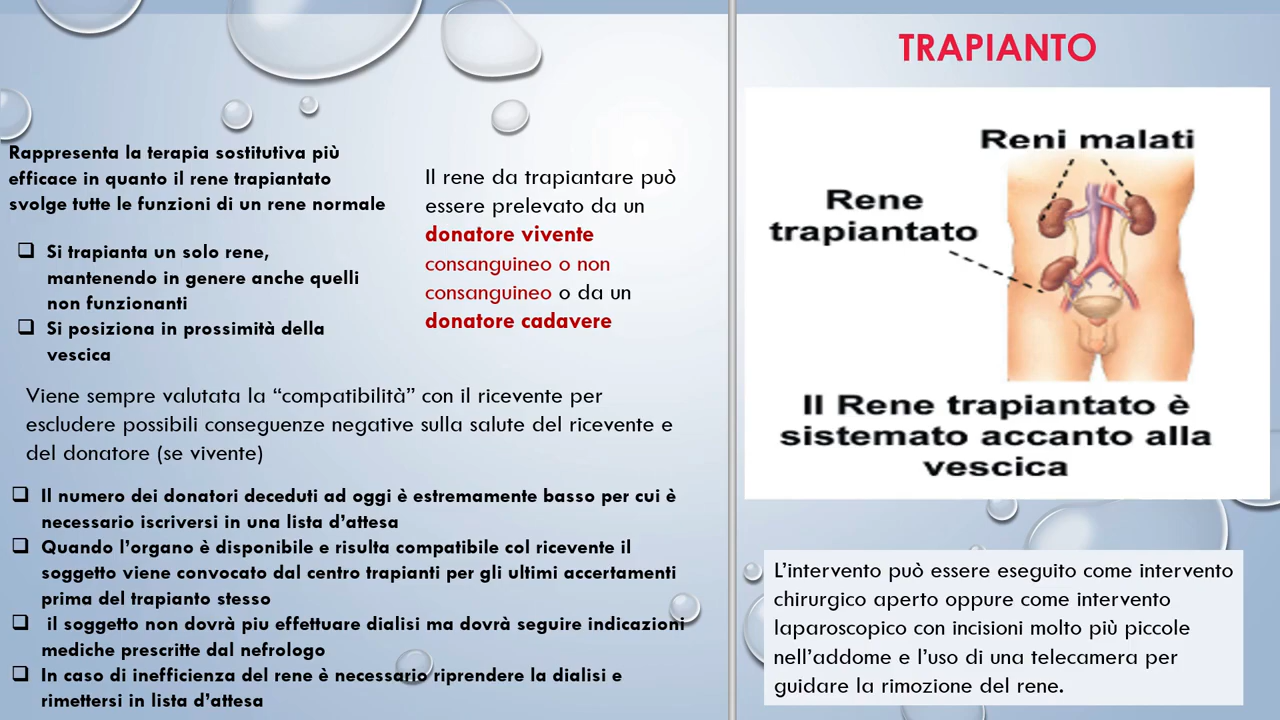 TRAPIANTO
Rappresenta la terapia sostitutiva più
efficace in quanto il rene trapiantato
svolge tutte le funzioni di un rene normale
Si trapianta un solo rene,
mantenendo in genere anche quelli
non funzionanti
Si posiziona in prossimità della
vescica
Il rene da trapiantare può
essere prelevato da un
donatore vivente
consanguineo o non
consanguineo o da un
donatore cadavere
Viene sempre valutata la “compatibilità” con il ricevente per
escludere possibili conseguenze negative sulla salute del ricevente e
del donatore (se vivente)
Il numero dei donatori deceduti ad oggi è estremamente basso per cui è
necessario iscriversi in una lista d’attesa
Quando l’organo è disponibile e risulta compatibile col ricevente il
soggetto viene convocato dal centro trapianti per gli ultimi accertamenti
prima del trapianto stesso
il soggetto non dovrà piu effettuare dialisi ma dovrà seguire indicazioni
mediche prescritte dal nefrologo
In caso di inefficienza del rene è necessario riprendere la dialisi e
rimettersi in lista d’attesa
Reni malati
Rene
trapiantato
Il Rene trapiantato è
sistemato accanto alla
vescica
L’intervento può essere eseguito come intervento
chirurgico aperto oppure come intervento
laparoscopico con incisioni molto più piccole
nell’addome e l’uso di una telecamera per
guidare la rimozione del rene.